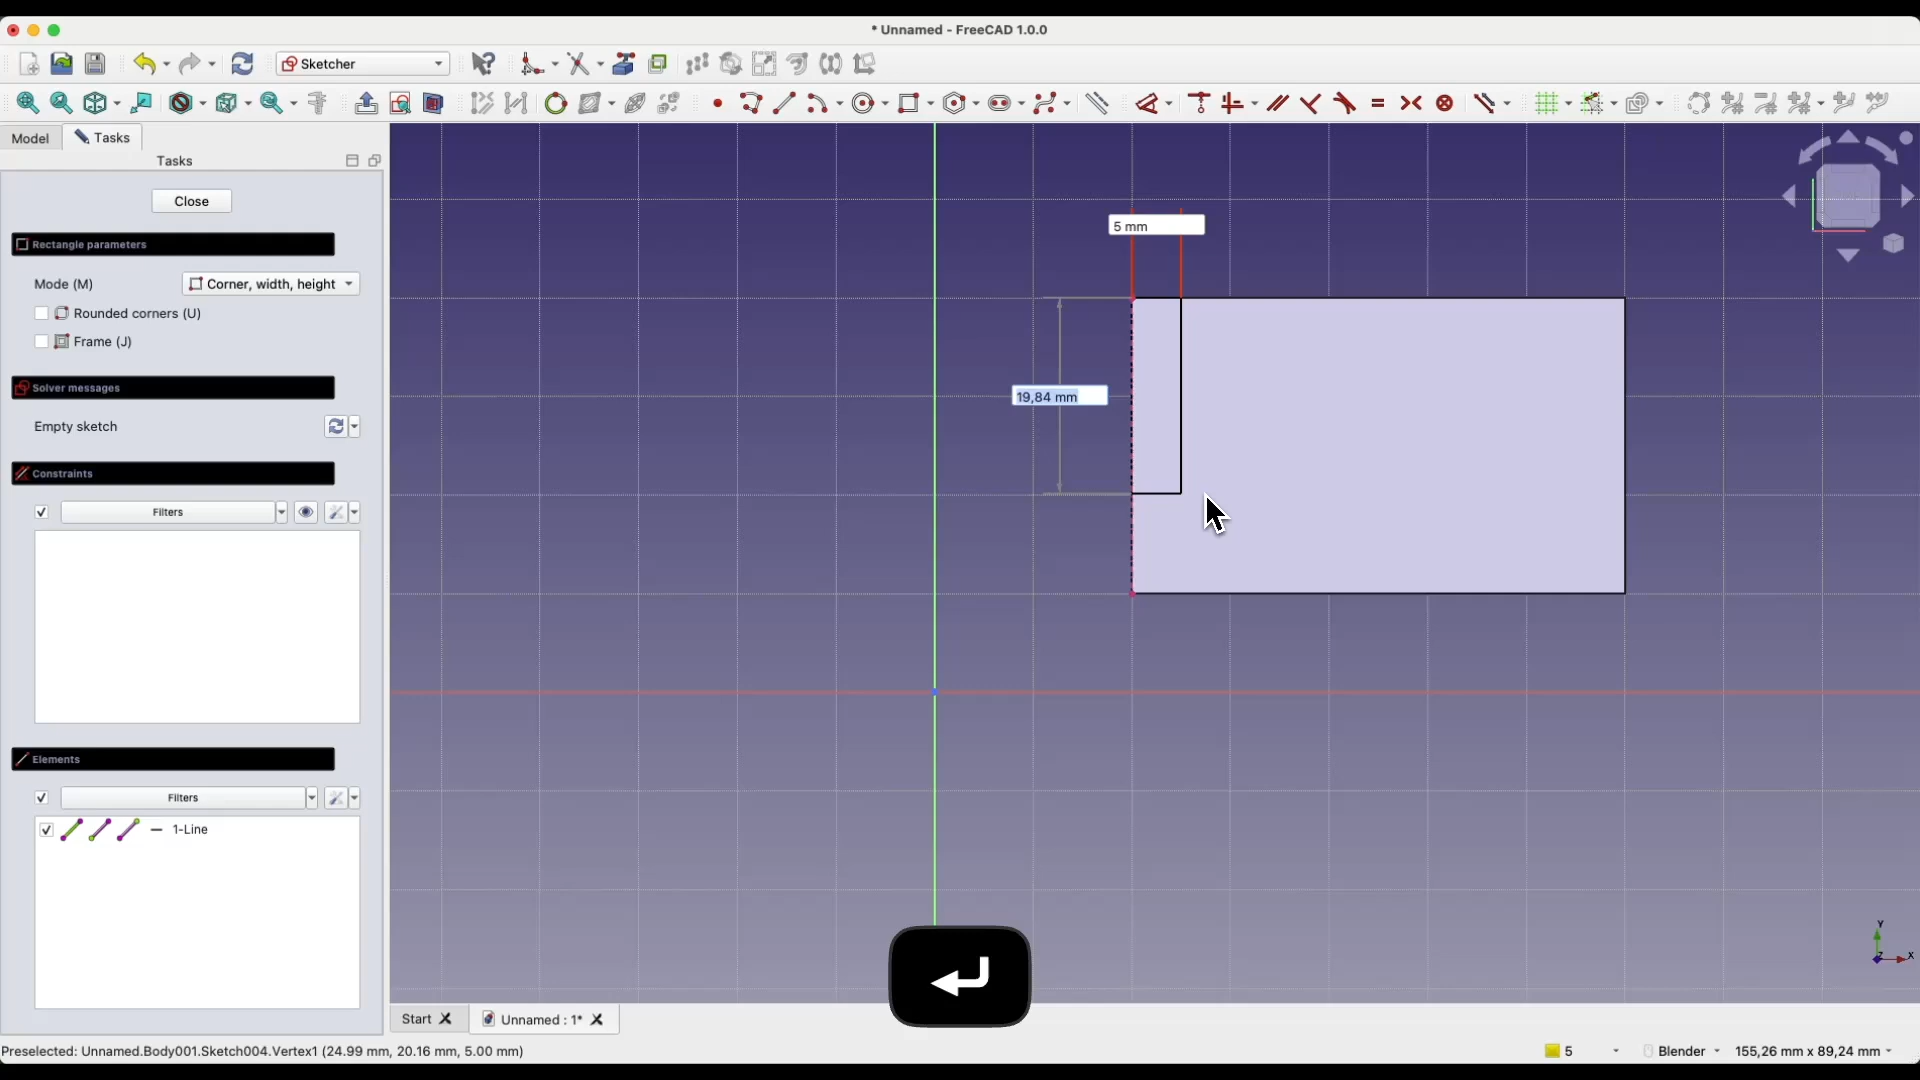 * Unnamed - FreeCAD 1.0.0
Sketcher
Model
Tasks
Tasks
Close
Rectangle parameters
Mode (M)
Corner, width, height
Rounded corners (U)
Frame (J)
Solver messages
Empty sketch
Constraints
Filters
Elements
Filters
1-Line
5 mm
19,84 mm
Y
Z
X
Start
Unnamed : 1*
Preselected: Unnamed.Body001.Sketch004.Vertex1 (24.99 mm, 20.16 mm, 5.00 mm)
5
Blender
155,26 mm x 89,24 mm